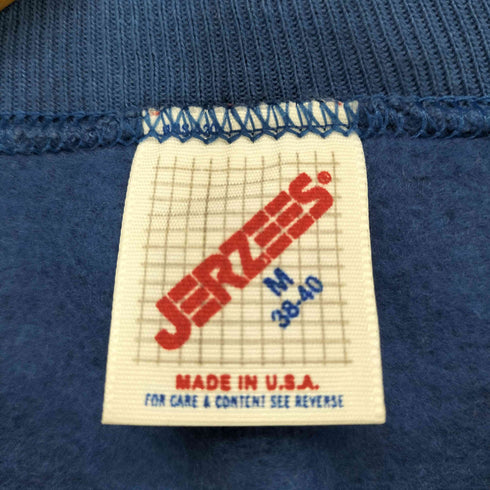 JERZEES®
M
38-40
MADE IN U.S.A.
FOR CARE & CONTENT SEE REVERSE